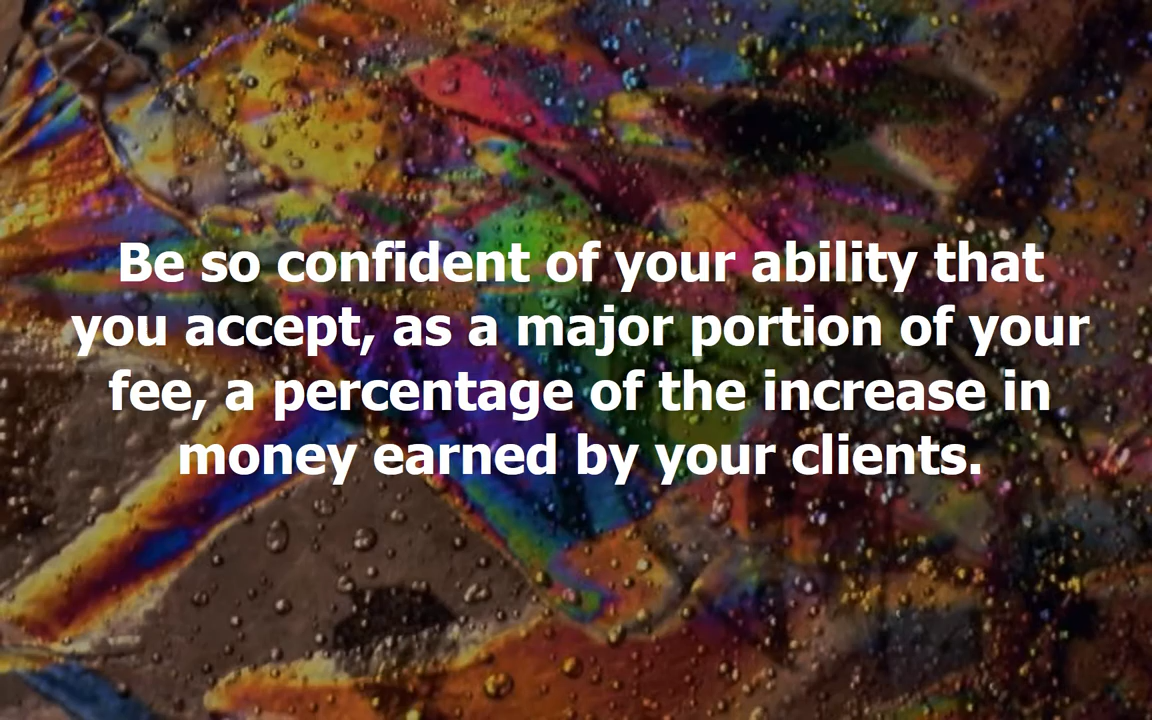 Be so confident of your ability that
you accept, as a major portion of your
fee, a percentage of the increase in
money earned by your clients.